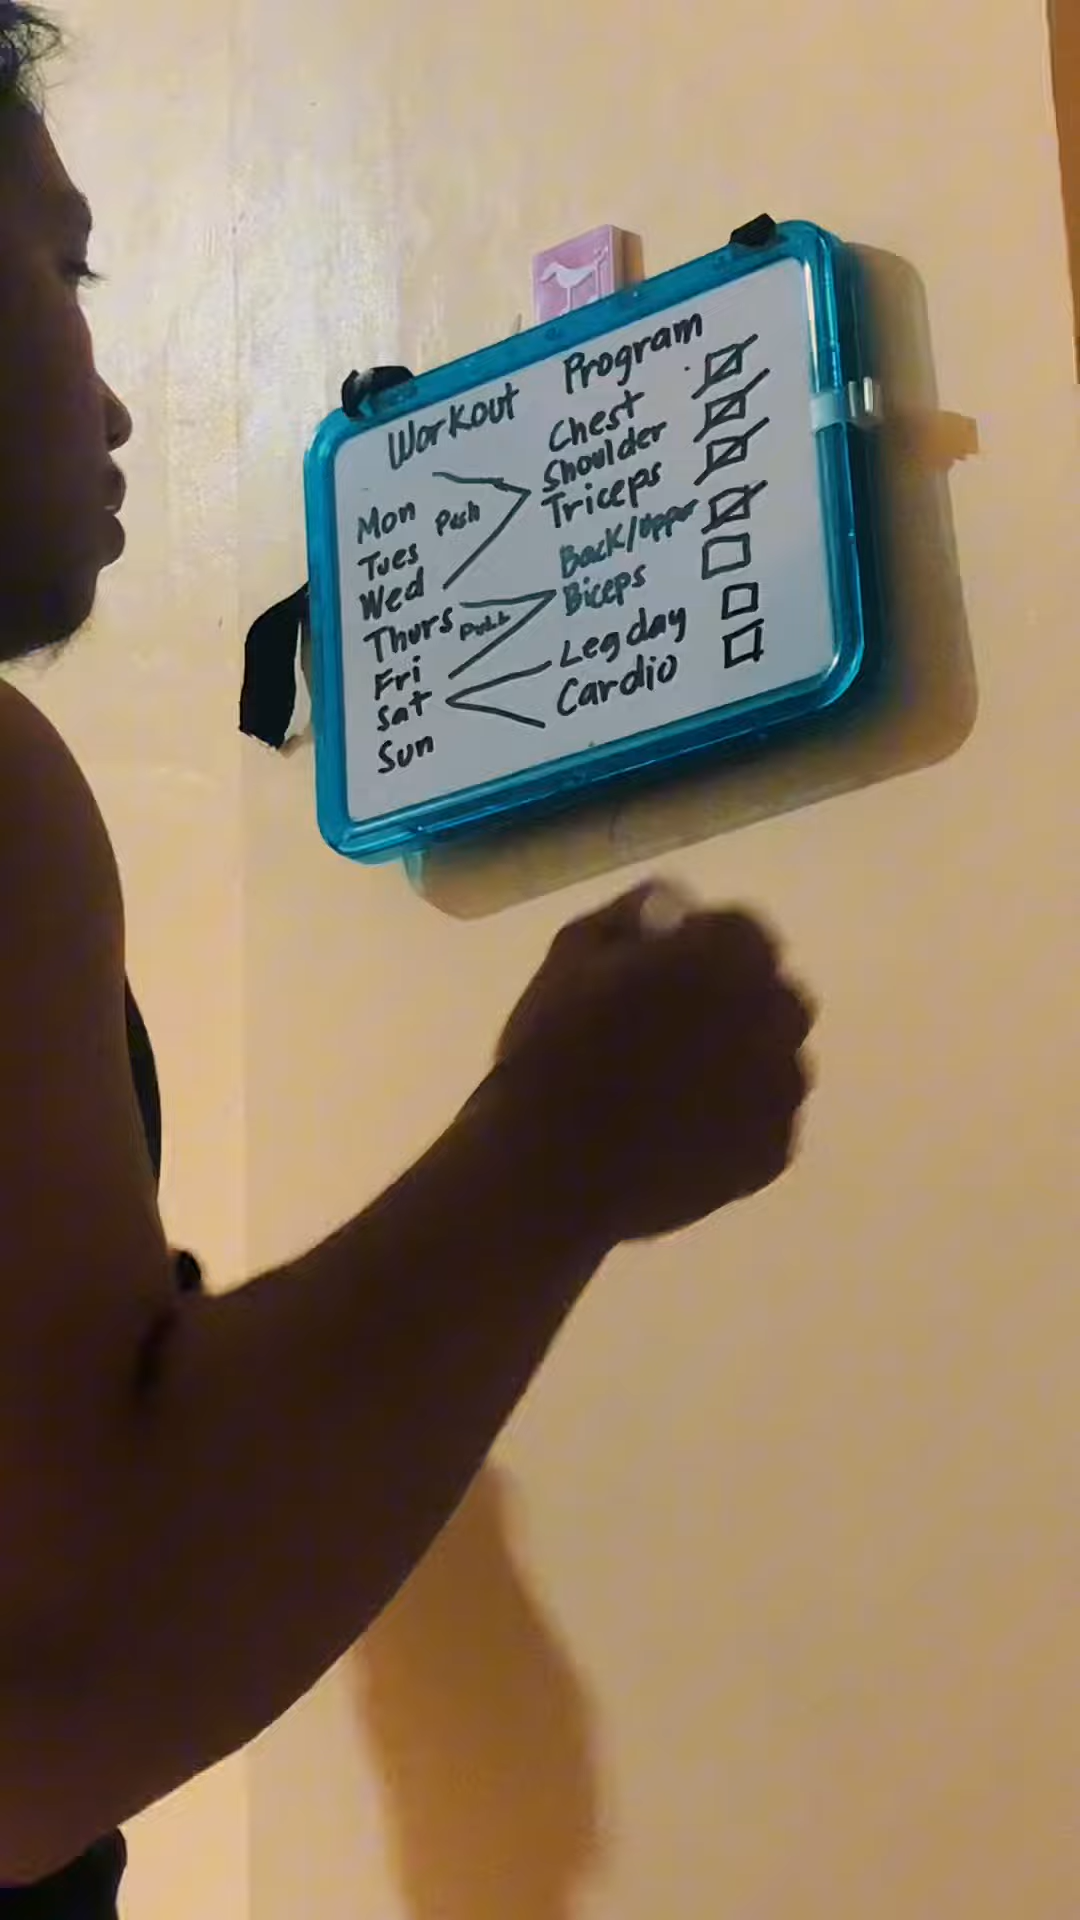 Workout Program
Mon
Tues
Wed
Thurs
Fri
Sat
Sun
Push
Pull
Chest
Shoulder
Triceps
Back/Upper
Biceps
Leg day
Cardio